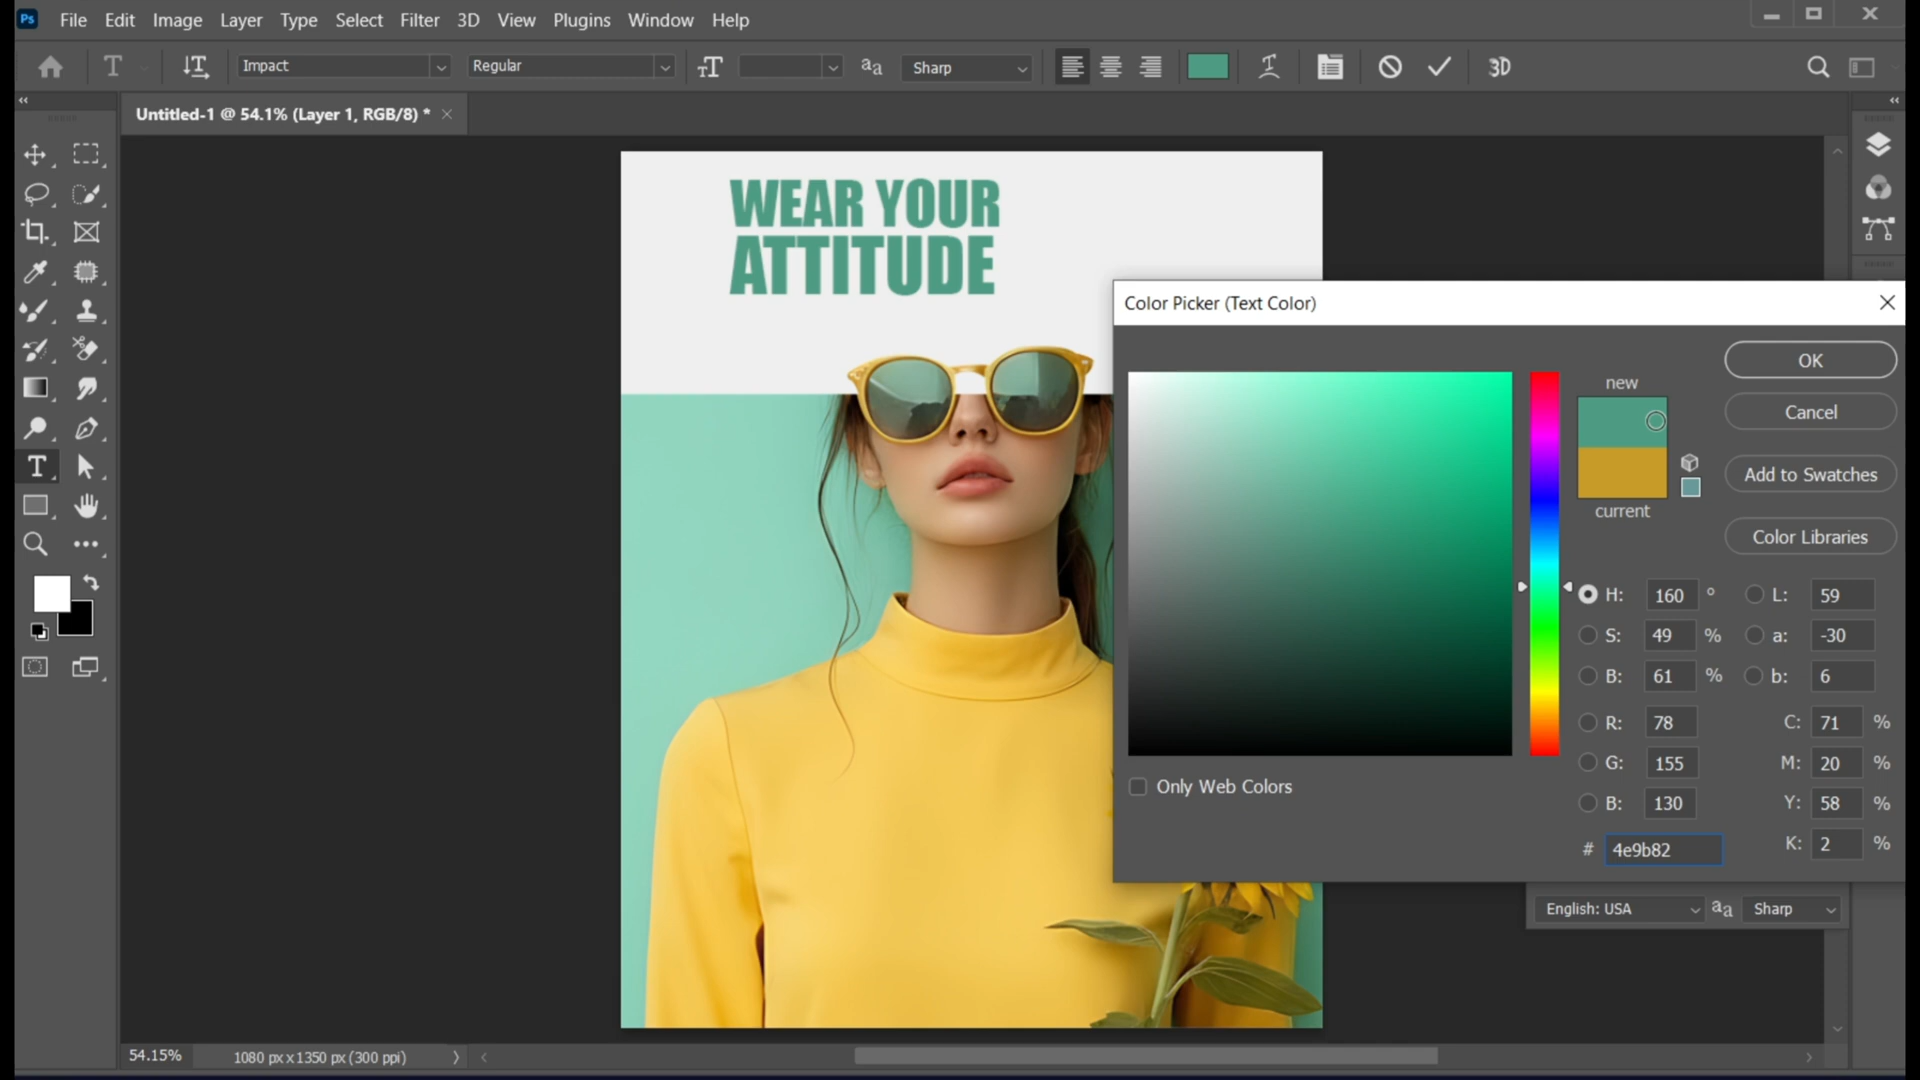 Ps File Edit Image Layer Type Select Filter 3D View Plugins Window Help
T Impact Regular Sharp 3D
Untitled-1 @ 54.1% (Layer 1, RGB/8) *
WEAR YOUR
ATTITUDE
Color Picker (Text Color)
new
current
OK
Cancel
Add to Swatches
Color Libraries
H: 160 ° L: 59
S: 49 % a: -30
B: 61 % b: 6
R: 78 C: 71 %
G: 155 M: 20 %
B: 130 Y: 58 %
# 4e9b82 K: 2 %
Only Web Colors
English: USA aa Sharp
54.15% 1080 px x 1350 px (300 ppi)